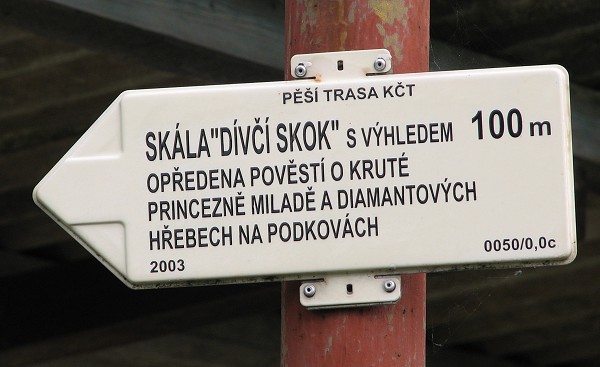 PĚŠÍ TRASA KČT
SKÁLA"DÍVČÍ SKOK" S VÝHLEDEM 100 m
OPŘEDENA POVĚSTÍ O KRUTÉ
PRINCEZNĚ MILADĚ A DIAMANTOVÝCH
HŘEBECH NA PODKOVÁCH
2003 0050/0,0c